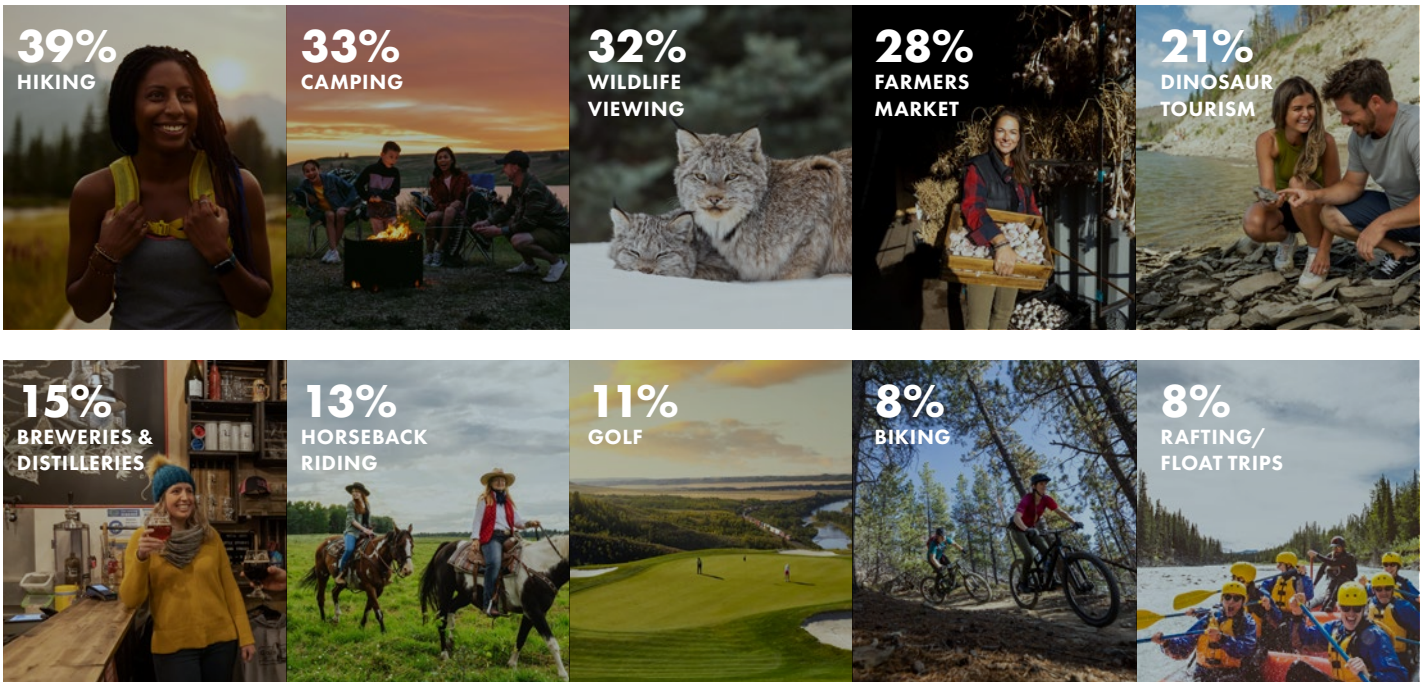 39%
HIKING
33%
CAMPING
32%
WILDLIFE
VIEWING
28%
FARMERS
MARKET
21%
DINOSAUR
TOURISM
15%
BREWERIES &
DISTILLERIES
13%
HORSEBACK
RIDING
11%
GOLF
8%
BIKING
8%
RAFTING/
FLOAT TRIPS